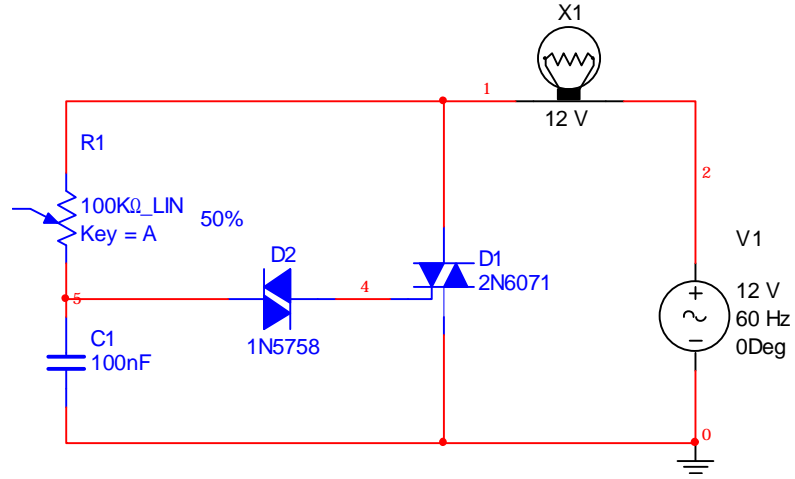 X1
12 V
1
R1
100KΩ_LIN
Key = A
50%
2
V1
12 V
60 Hz
0Deg
D2
1N5758
4
D1
2N6071
5
C1
100nF
0